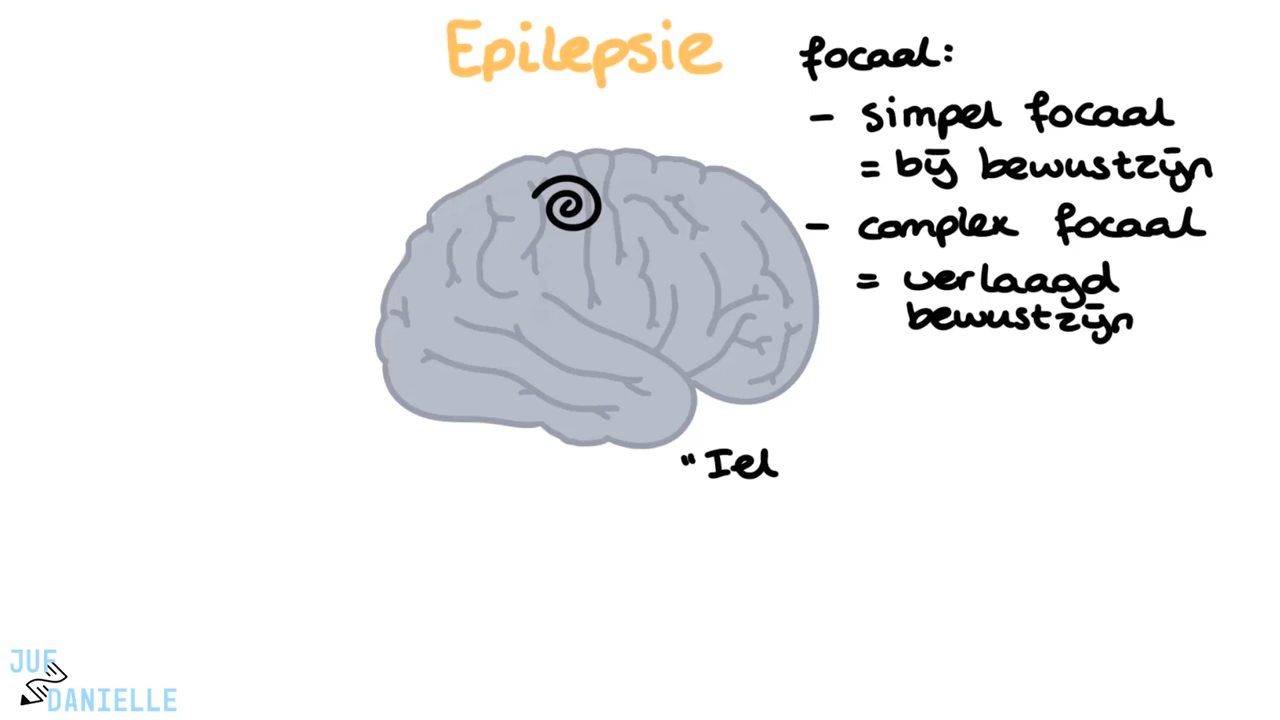 Epilepsie
focaal:
- simpel focaal
= bij bewustzijn
- complex focaal
= verlaagd
bewustzijn
"Iel
JUF
DANIELLE